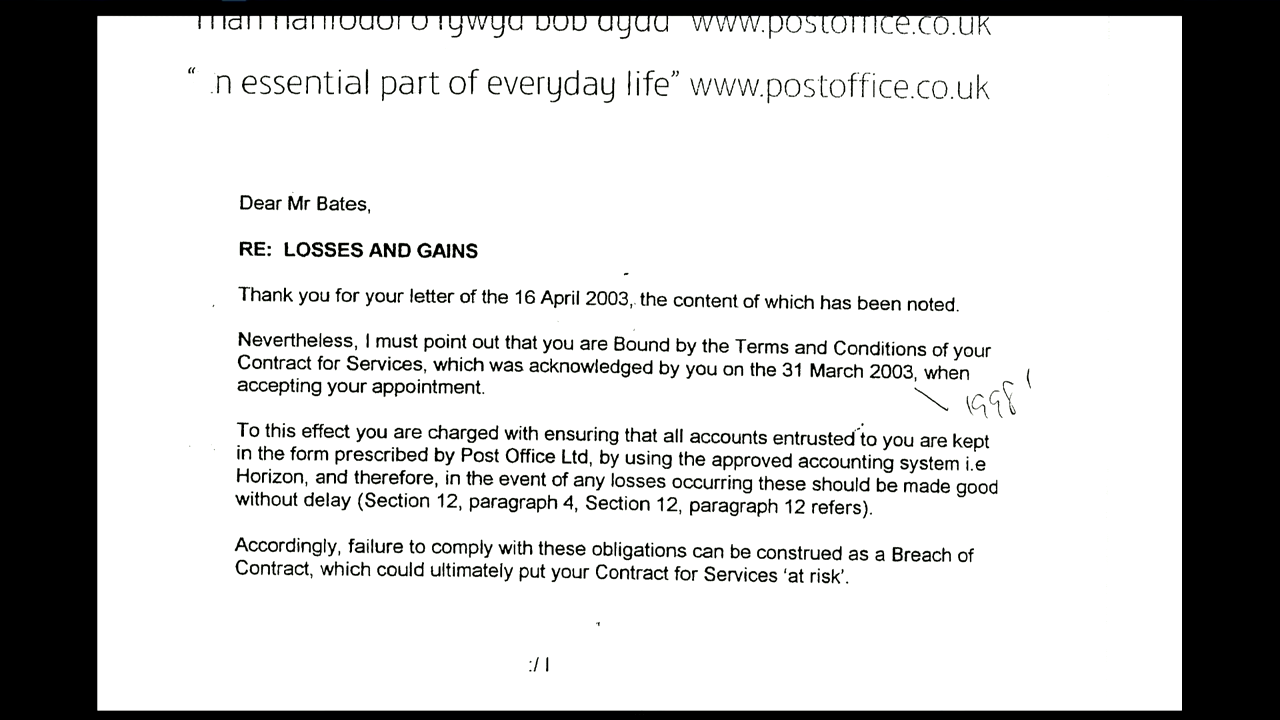 Rhan hanfodol o fywyd bob dydd www.postoffice.co.uk
“ n essential part of everyday life” www.postoffice.co.uk
Dear Mr Bates,
RE: LOSSES AND GAINS
Thank you for your letter of the 16 April 2003, the content of which has been noted.
Nevertheless, I must point out that you are Bound by the Terms and Conditions of your
Contract for Services, which was acknowledged by you on the 31 March 2003, when
accepting your appointment.
1998 !
To this effect you are charged with ensuring that all accounts entrusted to you are kept
in the form prescribed by Post Office Ltd, by using the approved accounting system i.e
Horizon, and therefore, in the event of any losses occurring these should be made good
without delay (Section 12, paragraph 4, Section 12, paragraph 12 refers).
Accordingly, failure to comply with these obligations can be construed as a Breach of
Contract, which could ultimately put your Contract for Services ‘at risk’.
:/ I